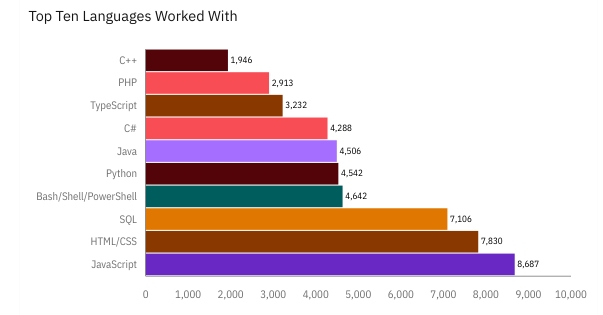 Top Ten Languages Worked With
C++ 1,946
PHP 2,913
TypeScript 3,232
C# 4,288
Java 4,506
Python 4,542
Bash/Shell/PowerShell 4,642
SQL 7,106
HTML/CSS 7,830
JavaScript 8,687
0 1,000 2,000 3,000 4,000 5,000 6,000 7,000 8,000 9,000 10,000